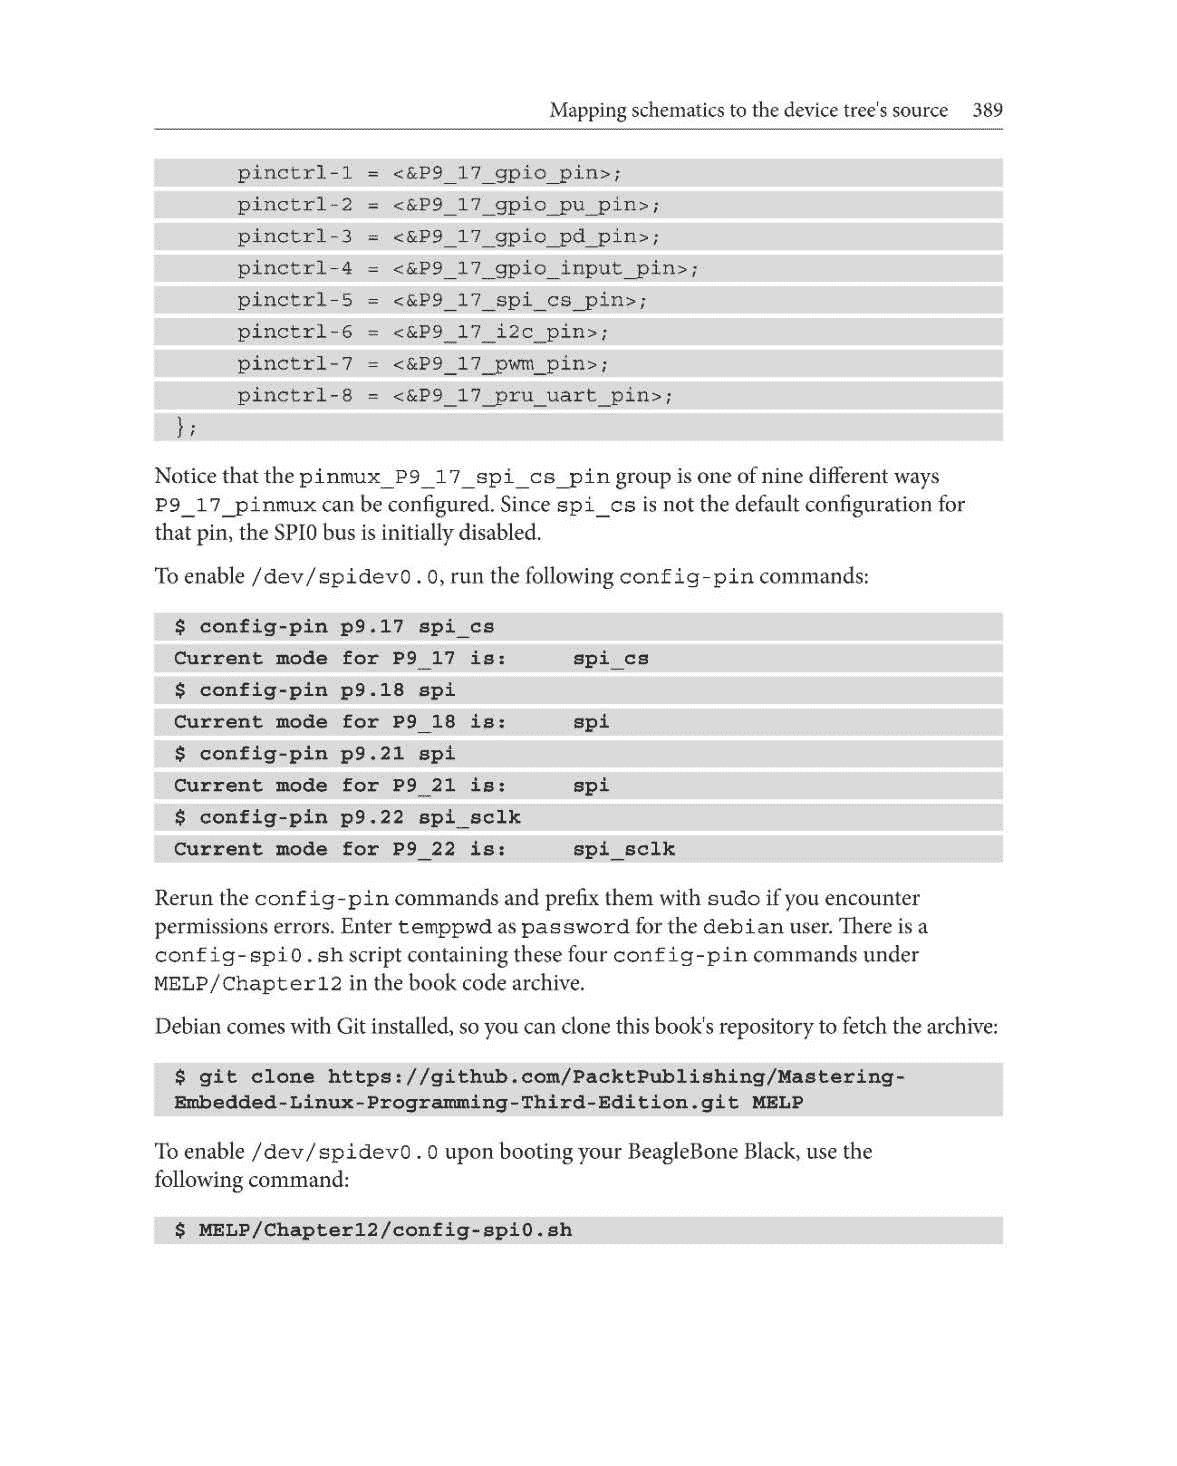 Mapping schematics to the device tree's source 389
pinctrl-1 = <&P9_17_gpio_pin>;
pinctrl-2 = <&P9_17_gpio_pu_pin>;
pinctrl-3 = <&P9_17_gpio_pd_pin>;
pinctrl-4 = <&P9_17_gpio_input_pin>;
pinctrl-5 = <&P9_17_spi_cs_pin>;
pinctrl-6 = <&P9_17_i2c_pin>;
pinctrl-7 = <&P9_17_pwm_pin>;
pinctrl-8 = <&P9_17_pru_uart_pin>;
};
Notice that the pinmux_P9_17_spi_cs_pin group is one of nine different ways
P9_17_pinmux can be configured. Since spi_cs is not the default configuration for
that pin, the SPI0 bus is initially disabled.
To enable /dev/spidev0.0, run the following config-pin commands:
$ config-pin p9.17 spi_cs
Current mode for P9_17 is: spi_cs
$ config-pin p9.18 spi
Current mode for P9_18 is: spi
$ config-pin p9.21 spi
Current mode for P9_21 is: spi
$ config-pin p9.22 spi_sclk
Current mode for P9_22 is: spi_sclk
Rerun the config-pin commands and prefix them with sudo if you encounter
permissions errors. Enter temppwd as password for the debian user. There is a
config-spi0.sh script containing these four config-pin commands under
MELP/Chapter12 in the book code archive.
Debian comes with Git installed, so you can clone this book's repository to fetch the archive:
$ git clone https://github.com/PacktPublishing/Mastering-
Embedded-Linux-Programming-Third-Edition.git MELP
To enable /dev/spidev0.0 upon booting your BeagleBone Black, use the
following command:
$ MELP/Chapter12/config-spi0.sh